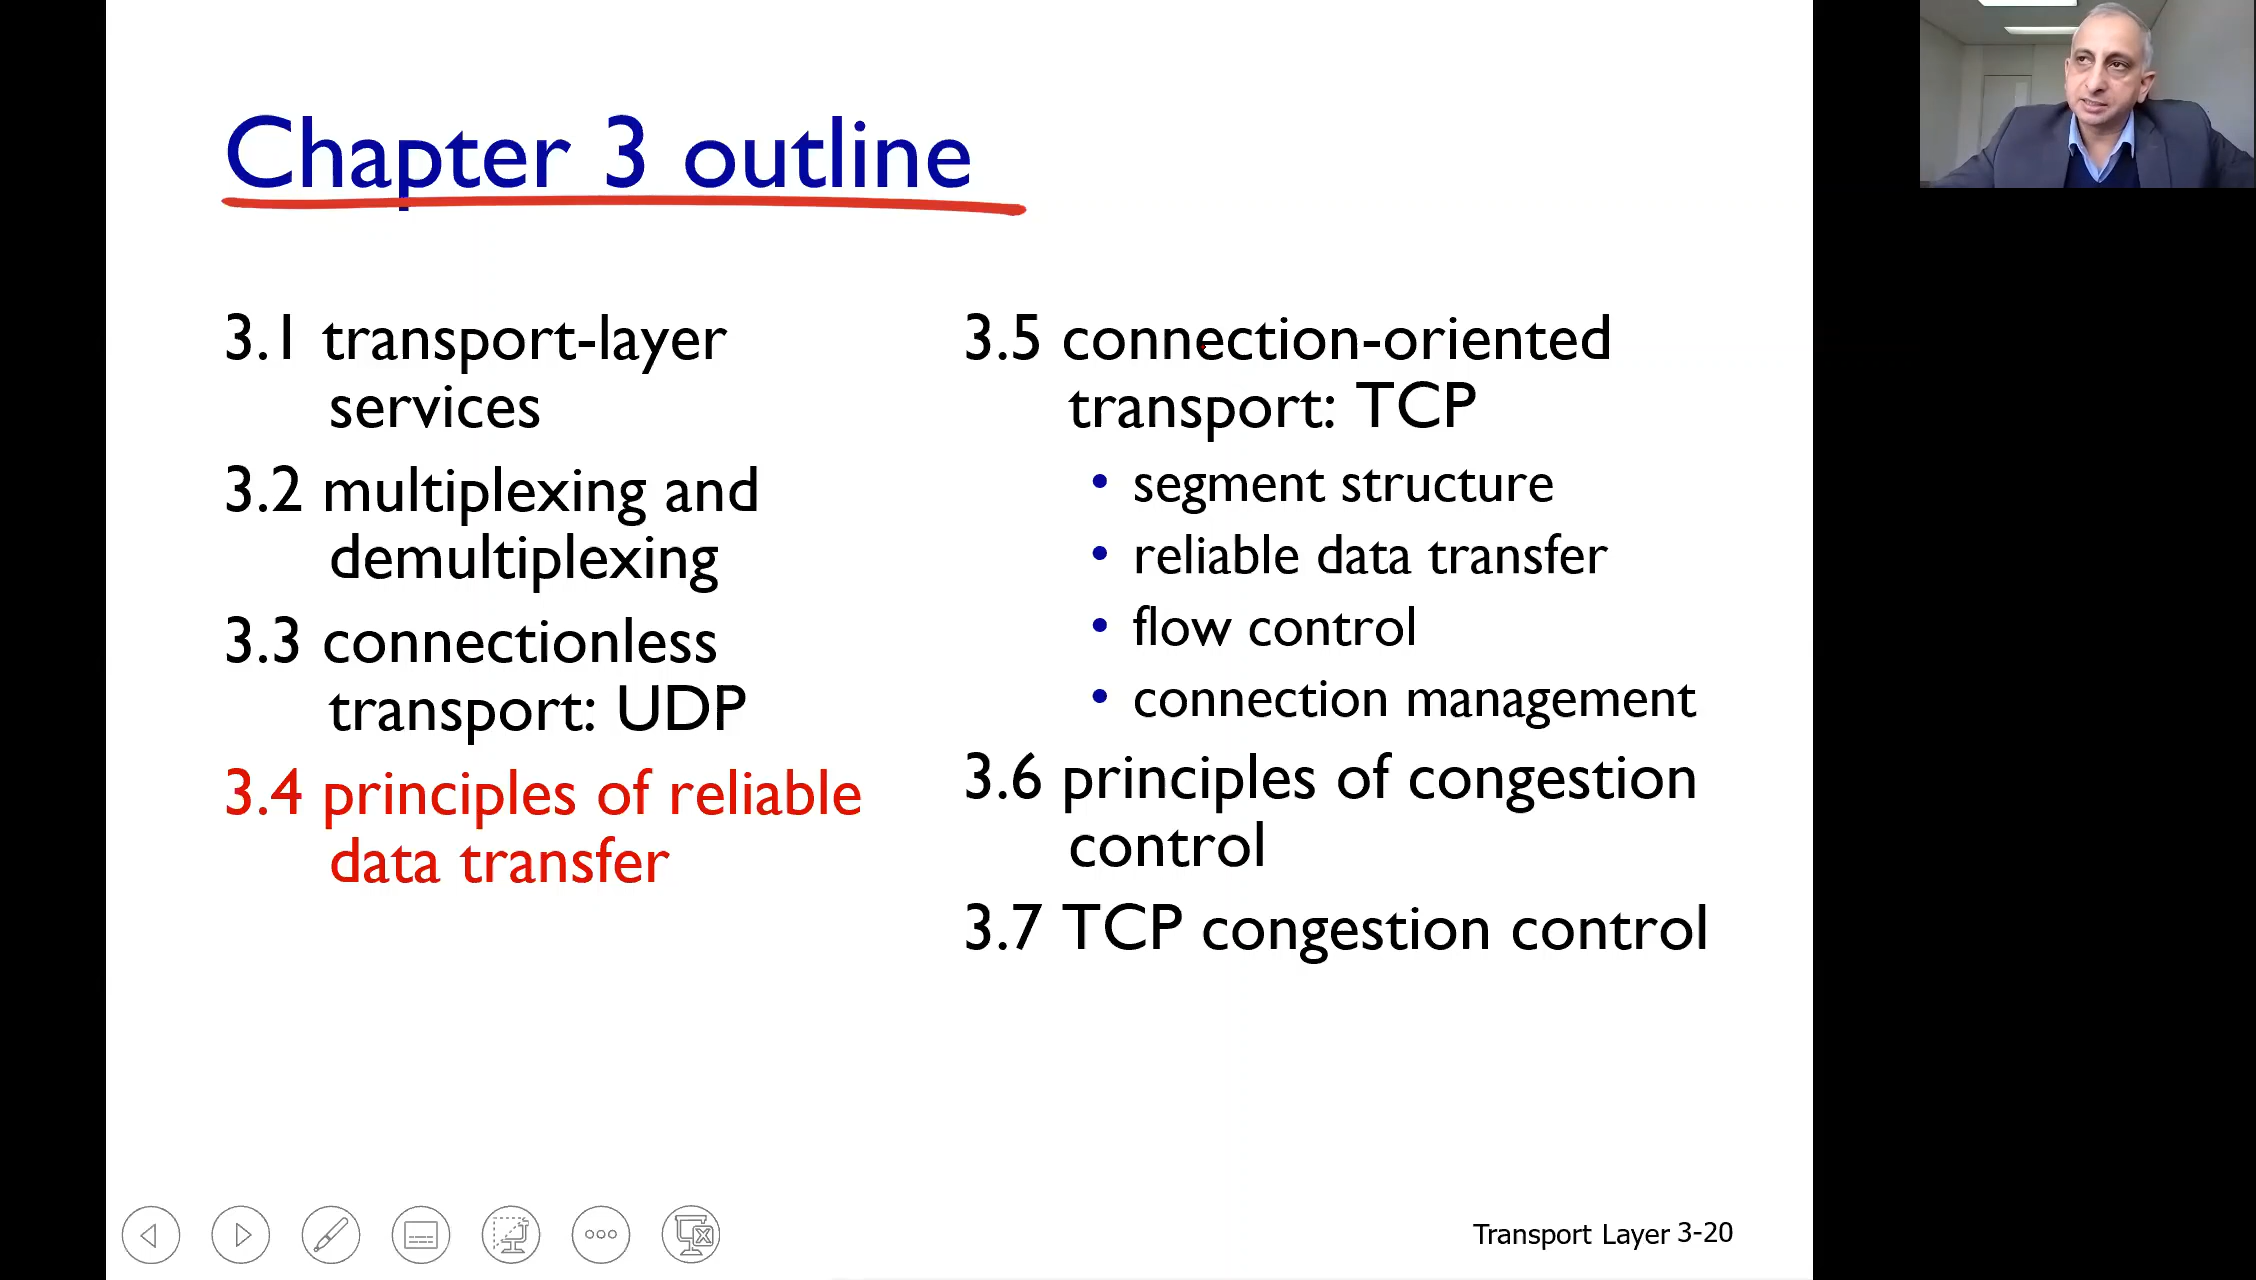 Chapter 3 outline
3.1 transport-layer
services
3.2 multiplexing and
demultiplexing
3.3 connectionless
transport: UDP
3.4 principles of reliable
data transfer
3.5 connection-oriented
transport: TCP
• segment structure
• reliable data transfer
• flow control
• connection management
3.6 principles of congestion
control
3.7 TCP congestion control
Transport Layer 3-20